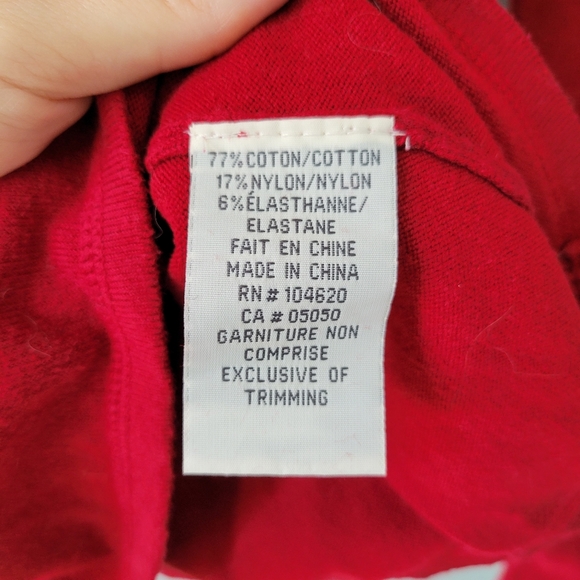 77% COTON/COTTON
17% NYLON/NYLON
6% ÉLASTHANNE/
ELASTANE
FAIT EN CHINE
MADE IN CHINA
RN # 104620
CA # 05050
GARNITURE NON
COMPRISE
EXCLUSIVE OF
TRIMMING